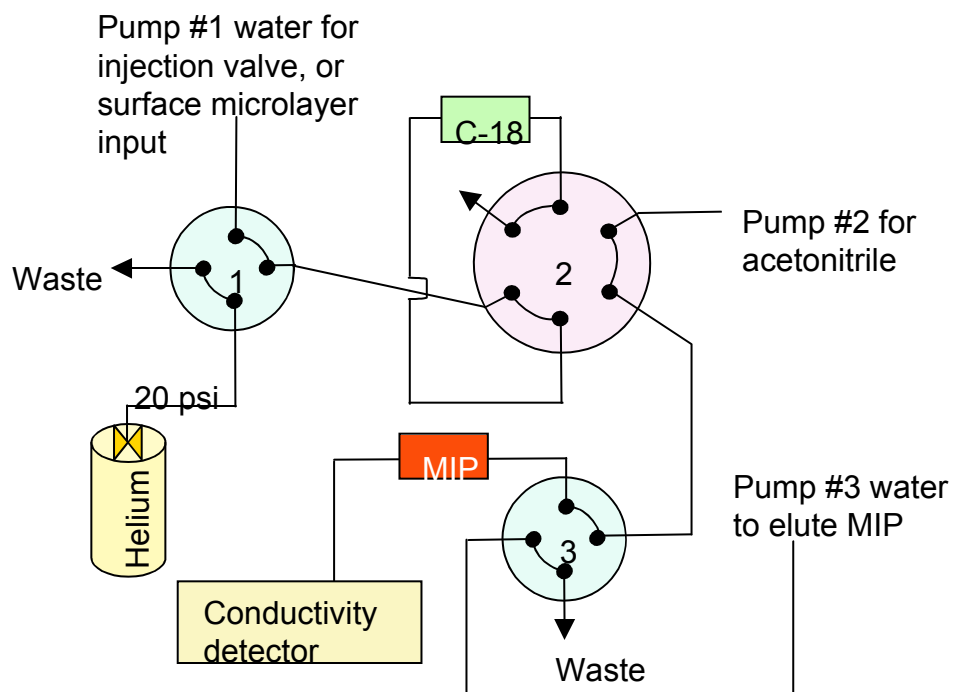 Pump #1 water for
injection valve, or
surface microlayer
input
C-18
Pump #2 for
acetonitrile
Waste
1
2
20 psi
Helium
MIP
Pump #3 water
to elute MIP
3
Conductivity
detector
Waste